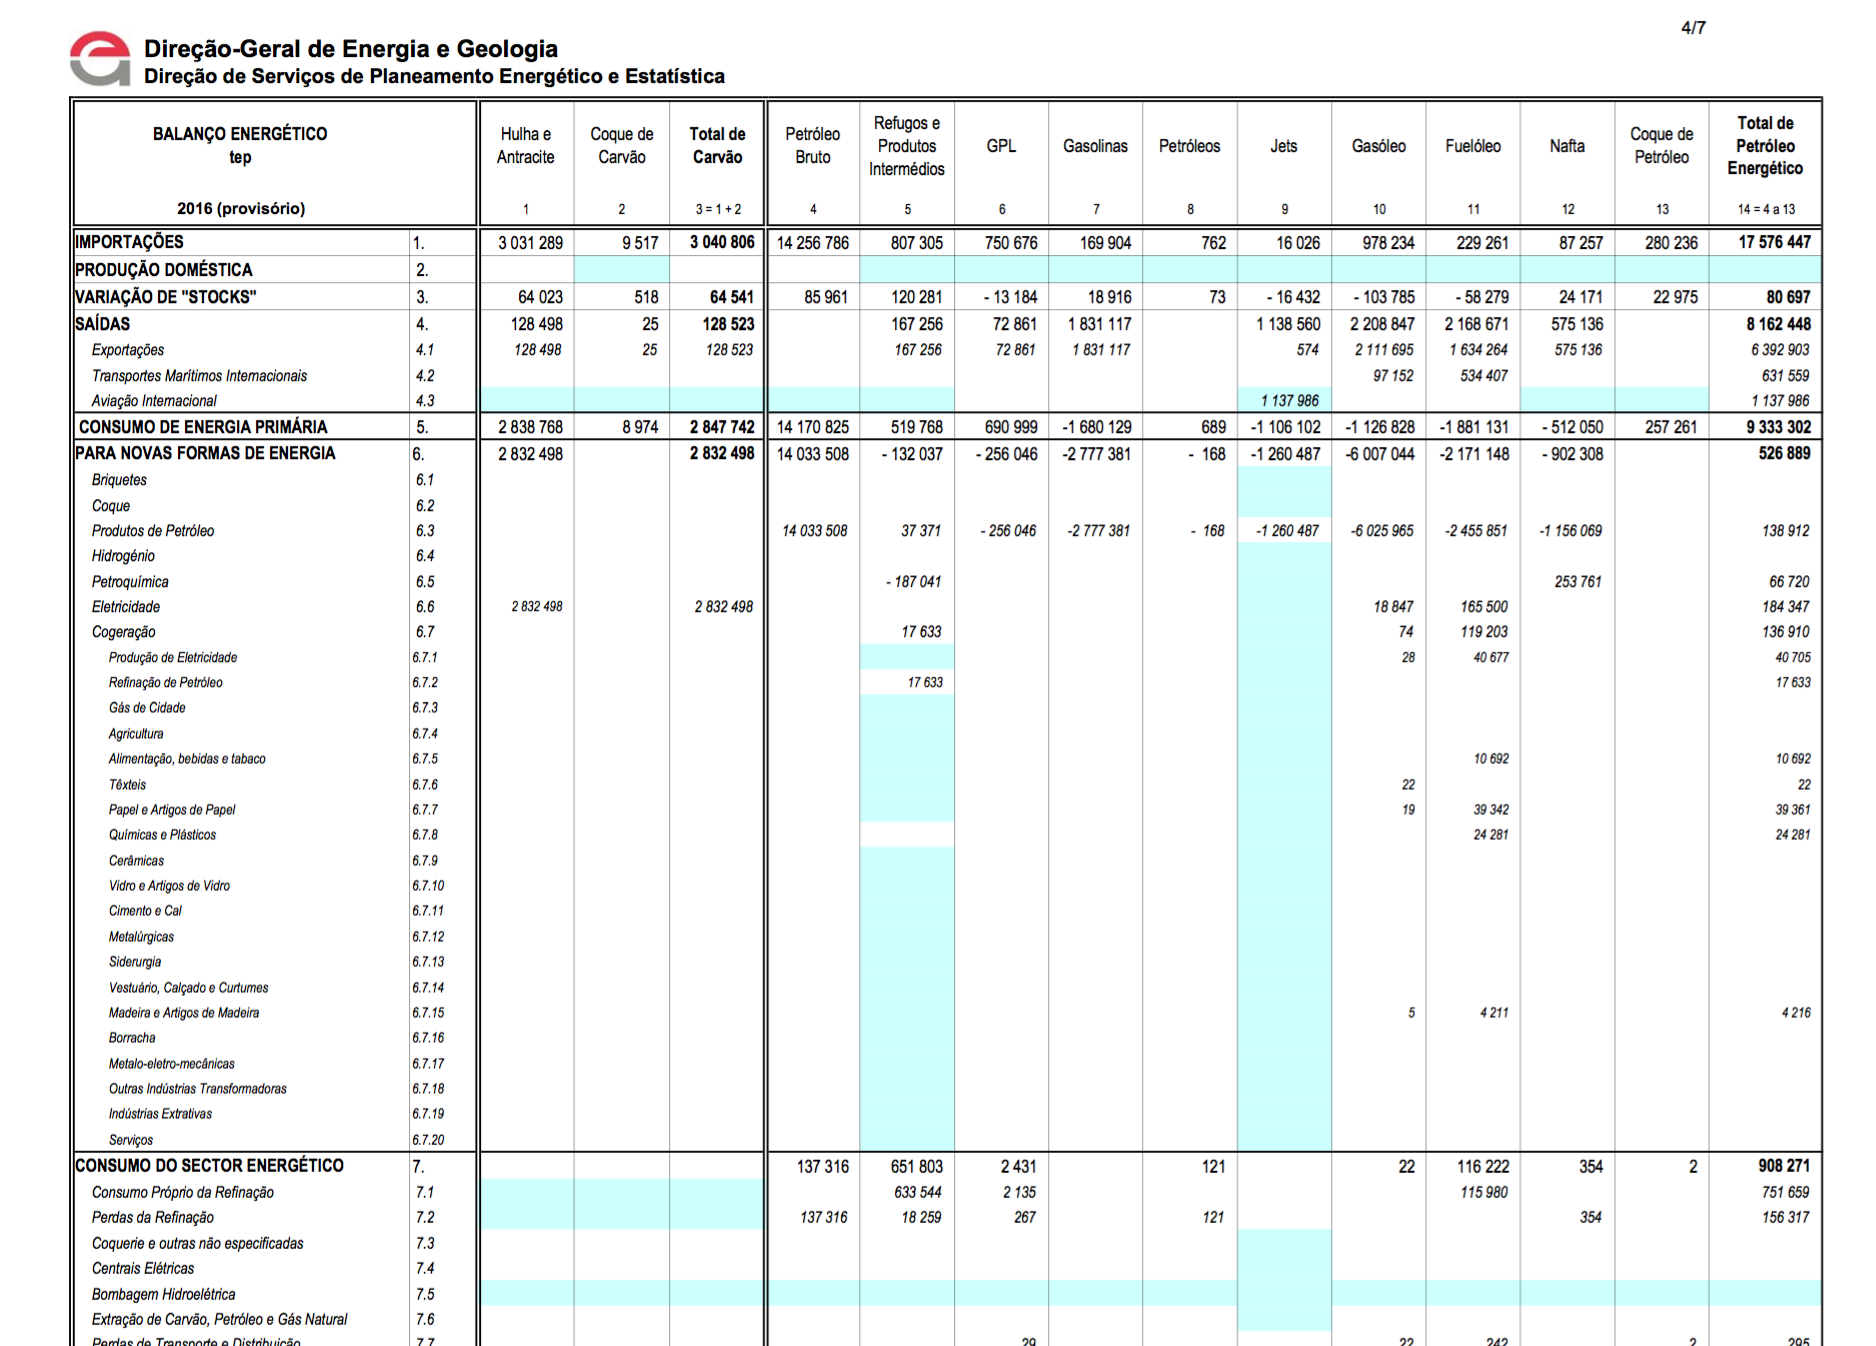 4/7
Direção-Geral de Energia e Geologia
Direção de Serviços de Planeamento Energético e Estatística
BALANÇO ENERGÉTICO tep 2016 (provisório) Hulha e Antracite Coque de Carvão Total de Carvão Petróleo Bruto Refugos e Produtos Intermédios GPL Gasolinas Petróleos Jets Gasóleo Fuelóleo Nafta Coque de Petróleo Total de Petróleo Energético
1 2 3 = 1 + 2 4 5 6 7 8 9 10 11 12 13 14 = 4 a 13
IMPORTAÇÕES 1. 3 031 289 9 517 3 040 806 14 256 786 807 305 750 676 169 904 762 16 026 978 234 229 261 87 257 280 236 17 576 447
PRODUÇÃO DOMÉSTICA 2.
VARIAÇÃO DE "STOCKS" 3. 64 023 518 64 541 85 961 120 281 - 13 184 18 916 73 - 16 432 - 103 785 - 58 279 24 171 22 975 80 697
SAÍDAS 4. 128 498 25 128 523 167 256 72 861 1 831 117 1 138 560 2 208 847 2 168 671 575 136 8 162 448
Exportações 4.1 128 498 25 128 523 167 256 72 861 1 831 117 574 2 111 695 1 634 264 575 136 6 392 903
Transportes Marítimos Internacionais 4.2 97 152 534 407 631 559
Aviação Internacional 4.3 1 137 986 1 137 986
CONSUMO DE ENERGIA PRIMÁRIA 5. 2 838 768 8 974 2 847 742 14 170 825 519 768 690 999 -1 680 129 689 -1 106 102 -1 126 828 -1 881 131 - 512 050 257 261 9 333 302
PARA NOVAS FORMAS DE ENERGIA 6. 2 832 498 2 832 498 14 033 508 - 132 037 - 256 046 -2 777 381 - 168 -1 260 487 -6 007 044 -2 171 148 - 902 308 526 889
Briquetes 6.1
Coque 6.2
Produtos de Petróleo 6.3 14 033 508 37 371 - 256 046 -2 777 381 - 168 -1 260 487 -6 025 965 -2 455 851 -1 156 069 138 912
Hidrogénio 6.4
Petroquímica 6.5 - 187 041 253 761 66 720
Eletricidade 6.6 2 832 498 2 832 498 18 847 165 500 184 347
Cogeração 6.7 17 633 74 119 203 136 910
Produção de Eletricidade 6.7.1 28 40 677 40 705
Refinação de Petróleo 6.7.2 17 633 17 633
Gás de Cidade 6.7.3
Agricultura 6.7.4
Alimentação, bebidas e tabaco 6.7.5 10 692 10 692
Têxteis 6.7.6 22 22
Papel e Artigos de Papel 6.7.7 19 39 342 39 361
Químicas e Plásticos 6.7.8 24 281 24 281
Cerâmicas 6.7.9
Vidro e Artigos de Vidro 6.7.10
Cimento e Cal 6.7.11
Metalúrgicas 6.7.12
Siderurgia 6.7.13
Vestuário, Calçado e Curtumes 6.7.14
Madeira e Artigos de Madeira 6.7.15 5 4 211 4 216
Borracha 6.7.16
Metalo-eletro-mecânicas 6.7.17
Outras Indústrias Transformadoras 6.7.18
Indústrias Extrativas 6.7.19
Serviços 6.7.20
CONSUMO DO SECTOR ENERGÉTICO 7. 137 316 651 803 2 431 121 22 116 222 354 2 908 271
Consumo Próprio da Refinação 7.1 633 544 2 135 115 980 751 659
Perdas da Refinação 7.2 137 316 18 259 267 121 354 156 317
Coquerie e outras não especificadas 7.3
Centrais Elétricas 7.4
Bombagem Hidroelétrica 7.5
Extração de Carvão, Petróleo e Gás Natural 7.6
Perdas de Transporte e Distribuição 7.7 29 22 242 2 295